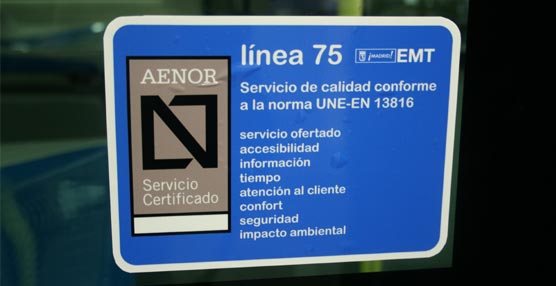 AENOR
Servicio
Certificado
línea 75
¡MADRID!
EMT
Servicio de calidad conforme
a la norma UNE-EN 13816
servicio ofertado
accesibilidad
información
tiempo
atención al cliente
confort
seguridad
impacto ambiental